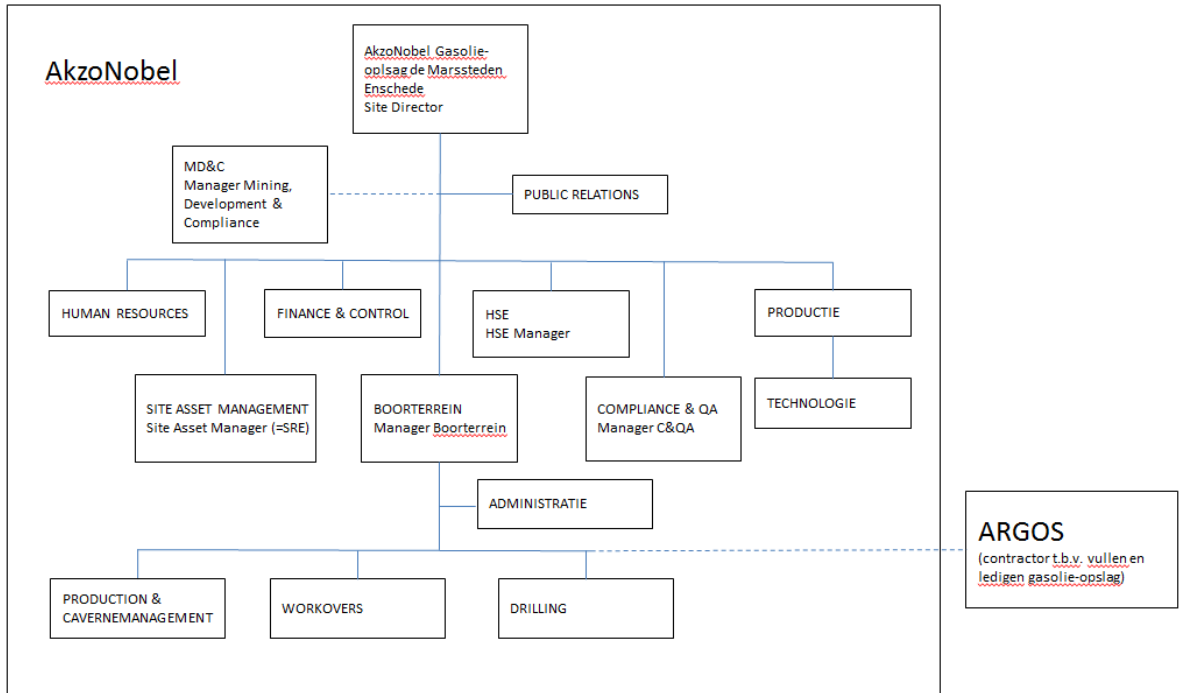 AkzoNobel
AkzoNobel Gasolie-
oplsag de Marssteden
Enschede
Site Director
MD&C
Manager Mining,
Development &
Compliance
PUBLIC RELATIONS
HUMAN RESOURCES
FINANCE & CONTROL
HSE
HSE Manager
PRODUCTIE
SITE ASSET MANAGEMENT
Site Asset Manager (=SRE)
BOORTERREIN
Manager Boorterrein
COMPLIANCE & QA
Manager C&QA
TECHNOLOGIE
ADMINISTRATIE
ARGOS
(contractor t.b.v. vullen en
ledigen gasolie-opslag)
PRODUCTION &
CAVERNEMANAGEMENT
WORKOVERS
DRILLING